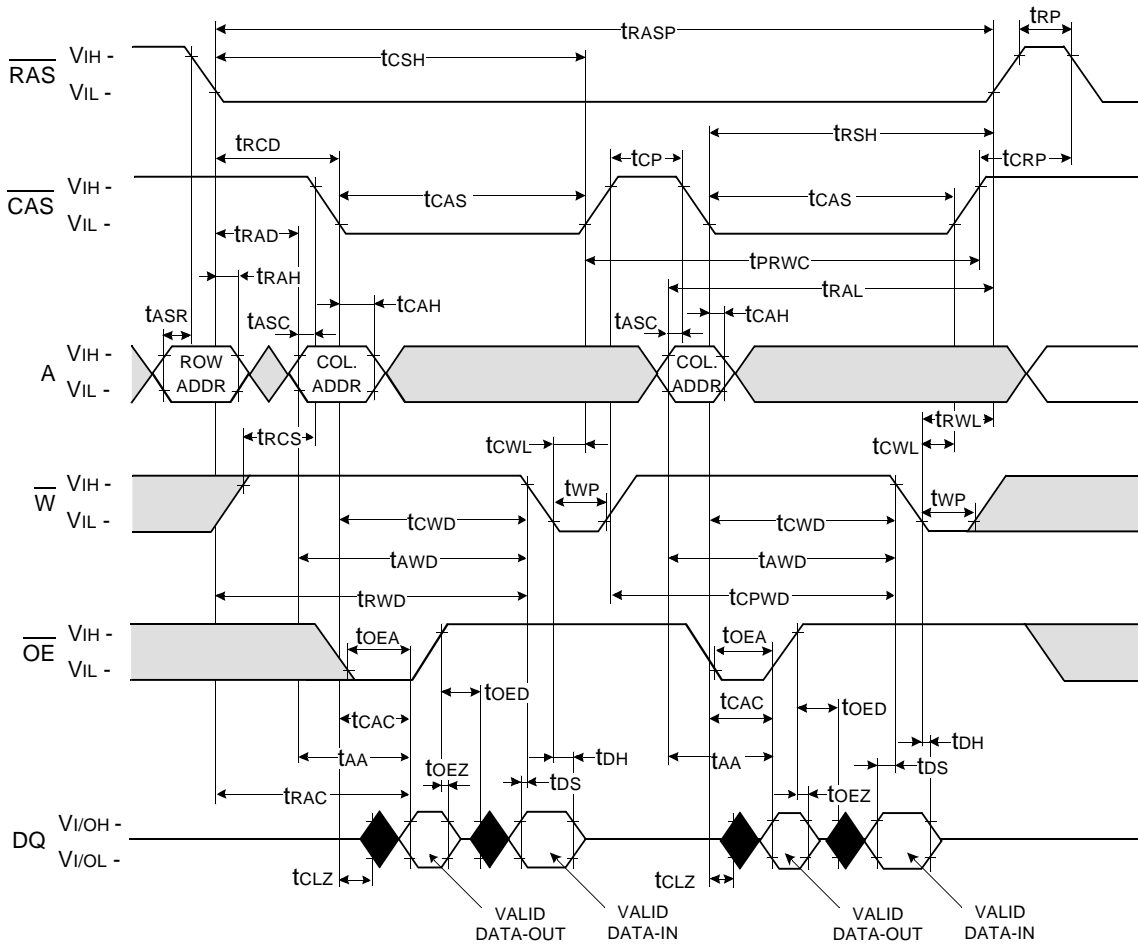 tRASP
tRP
tCSH
RAS
VIH -
VIL -
tRCD
tRSH
tCP
tCRP
CAS
VIH -
VIL -
tCAS
tCAS
tRAD
tPRWC
tRAH
tRAL
tASR
tASC
tCAH
tASC
tCAH
A
VIH -
VIL -
ROW
ADDR
COL.
ADDR
COL.
ADDR
tRCS
tCWL
tRWL
tCWL
W
VIH -
VIL -
tWP
tWP
tCWD
tCWD
tAWD
tAWD
tRWD
tCPWD
OE
VIH -
VIL -
tOEA
tOEA
tCAC
tOED
tCAC
tOED
tAA
tDH
tAA
tDH
tOEZ
tDS
tOEZ
tDS
tRAC
DQ
VI/OH -
VI/OL -
tCLZ
tCLZ
VALID
DATA-OUT
VALID
DATA-IN
VALID
DATA-OUT
VALID
DATA-IN